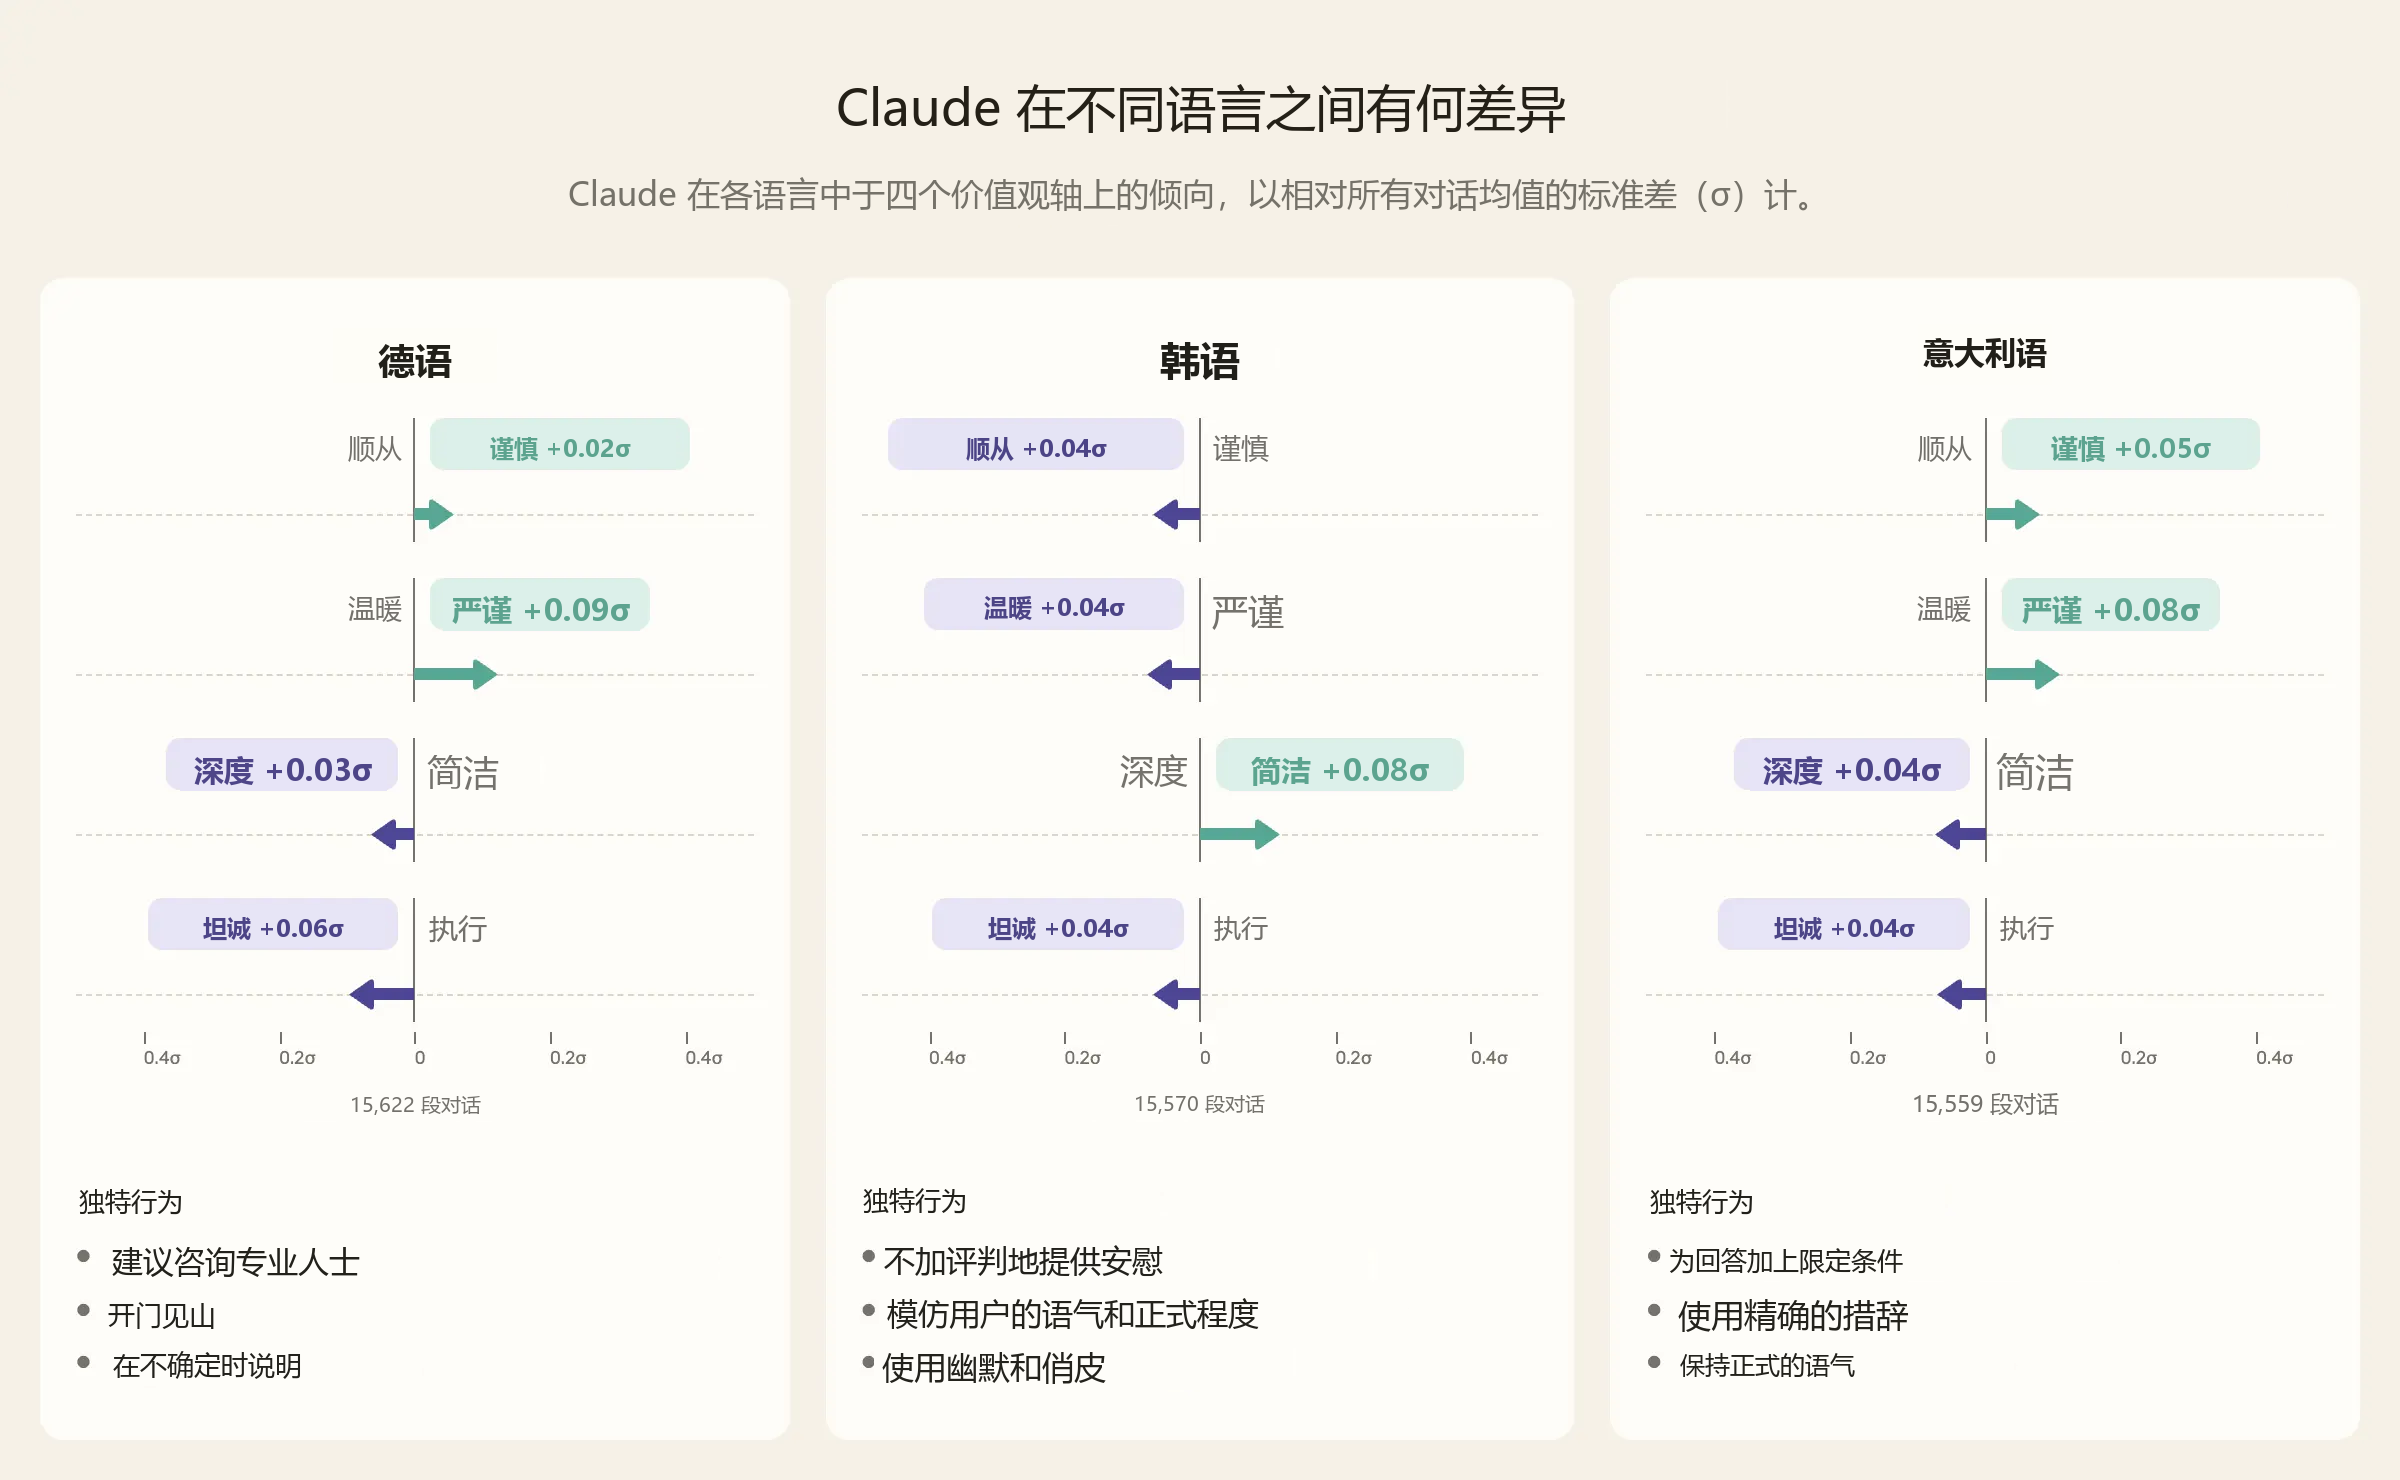 Claude 在不同语言之间有何差异
Claude 在各语言中于四个价值观轴上的倾向，以相对所有对话均值的标准差（σ）计。
德语
顺从
谨慎 +0.02σ
温暖
严谨 +0.09σ
深度 +0.03σ
简洁
坦诚 +0.06σ
执行
0.4σ
0.2σ
0
0.2σ
0.4σ
15,622 段对话
独特行为
建议咨询专业人士
开门见山
在不确定时说明
韩语
顺从 +0.04σ
谨慎
温暖 +0.04σ
严谨
深度
简洁 +0.08σ
坦诚 +0.04σ
执行
0.4σ
0.2σ
0
0.2σ
0.4σ
15,570 段对话
独特行为
不加评判地提供安慰
模仿用户的语气和正式程度
使用幽默和俏皮
意大利语
顺从
谨慎 +0.05σ
温暖
严谨 +0.08σ
深度 +0.04σ
简洁
坦诚 +0.04σ
执行
0.4σ
0.2σ
0
0.2σ
0.4σ
15,559 段对话
独特行为
为回答加上限定条件
使用精确的措辞
保持正式的语气